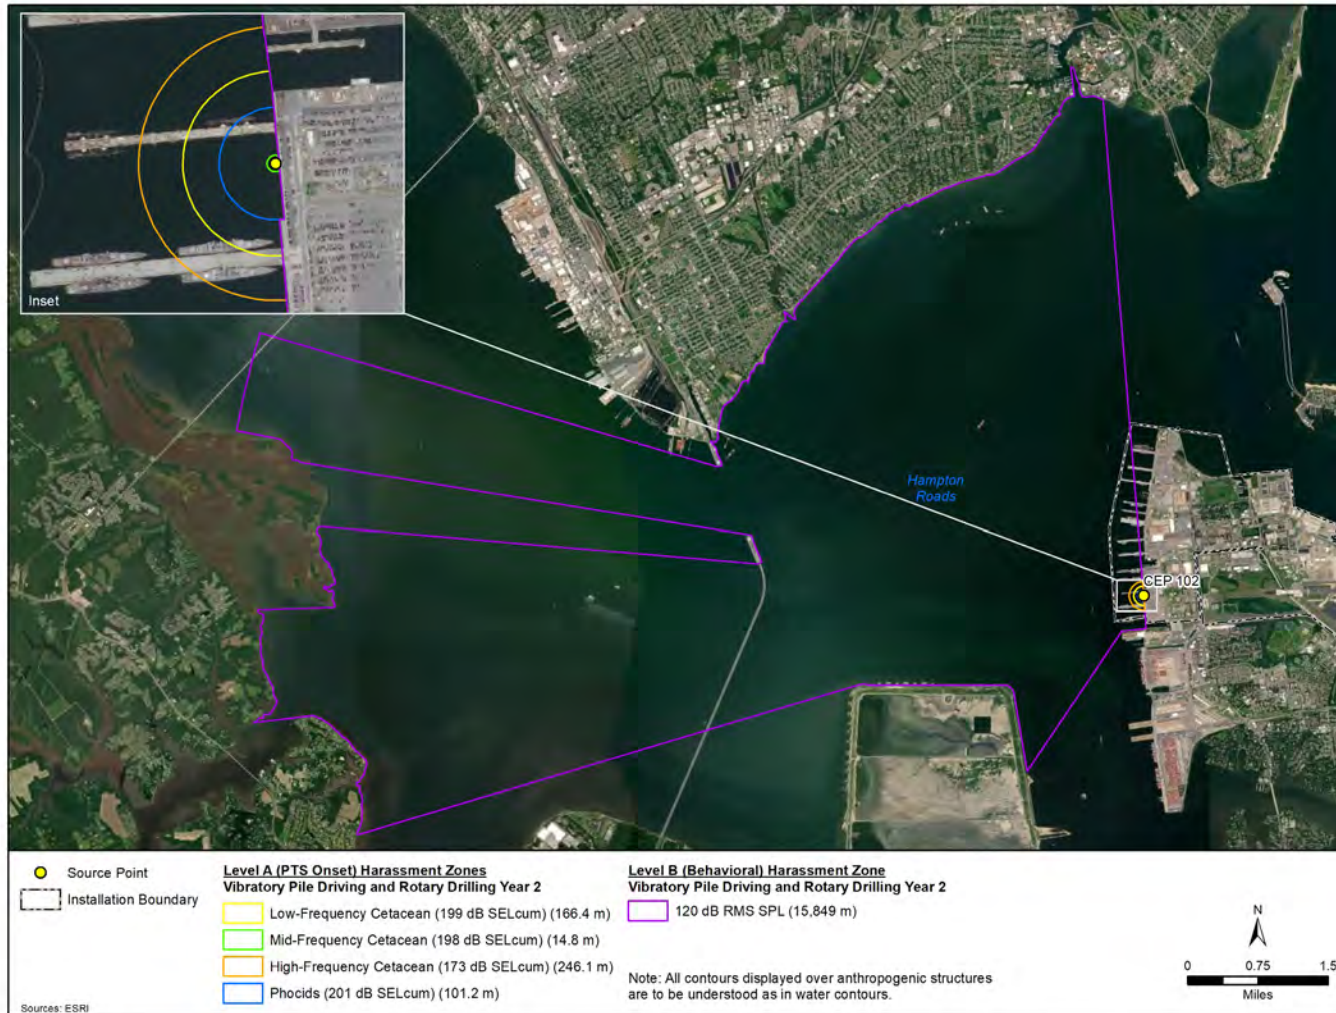 Inset
Hampton
Roads
CEP 102
Source Point
Installation Boundary
Level A (PTS Onset) Harassment Zones
Vibratory Pile Driving and Rotary Drilling Year 2
Low-Frequency Cetacean (199 dB SELcum) (166.4 m)
Mid-Frequency Cetacean (198 dB SELcum) (14.8 m)
High-Frequency Cetacean (173 dB SELcum) (246.1 m)
Phocids (201 dB SELcum) (101.2 m)
Level B (Behavioral) Harassment Zone
Vibratory Pile Driving and Rotary Drilling Year 2
120 dB RMS SPL (15,849 m)
Note: All contours displayed over anthropogenic structures
are to be understood as in water contours.
N
0 0.75 1.5
Miles
Sources: ESRI